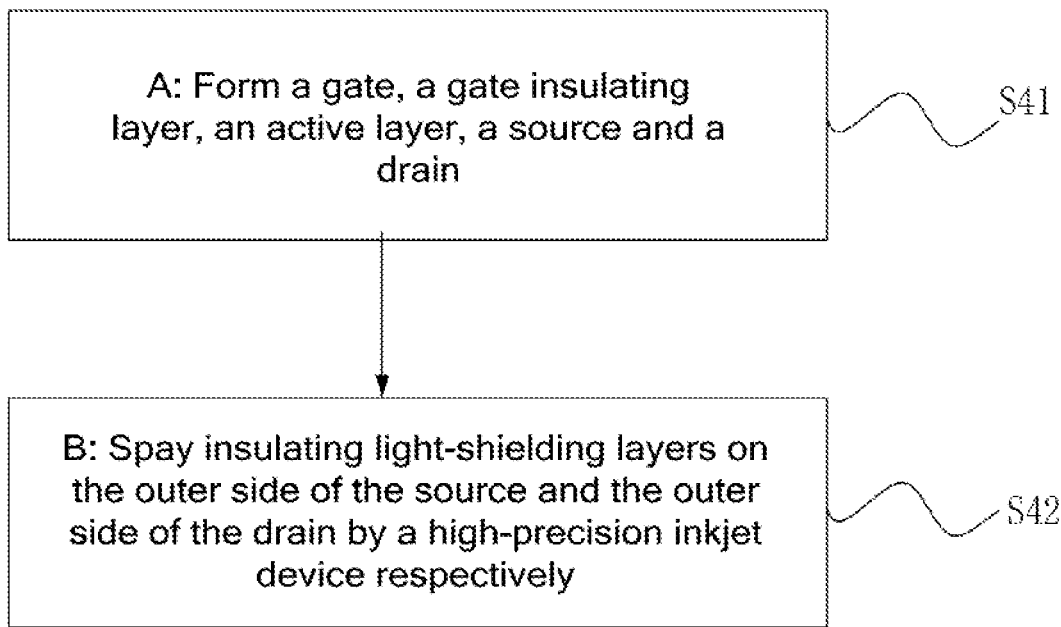 A: Form a gate, a gate insulating
layer, an active layer, a source and a
drain
S41
B: Spay insulating light-shielding layers on
the outer side of the source and the outer
side of the drain by a high-precision inkjet
device respectively
S42